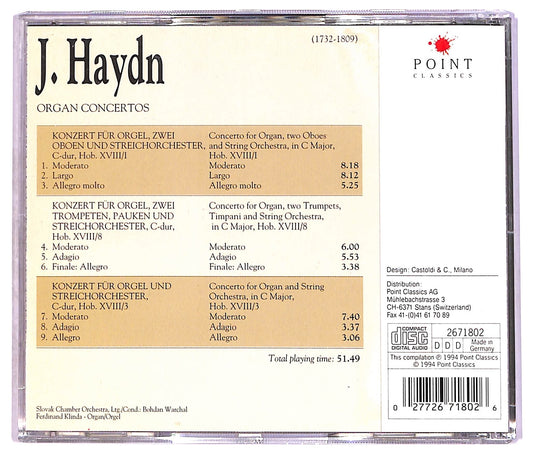 J. Haydn
(1732-1809)
ORGAN CONCERTOS
KONZERT FÜR ORGEL, ZWEI
OBOEN UND STREICHORCHESTER,
C-dur, Hob. XVIII/1
Concerto for Organ, two Oboes
and String Orchestra, in C Major,
Hob. XVIII/1
1. Moderato Moderato 8.18
2. Largo Largo 8.12
3. Allegro molto Allegro molto 5.25
KONZERT FÜR ORGEL, ZWEI
TROMPETEN, PAUKEN UND
STREICHORCHESTER, C-dur,
Hob. XVIII/8
Concerto for Organ, two Trumpets,
Timpani and String Orchestra,
in C Major, Hob. XVIII/8
4. Moderato Moderato 6.00
5. Adagio Adagio 5.53
6. Finale: Allegro Finale: Allegro 3.38
KONZERT FÜR ORGEL UND
STREICHORCHESTER,
C-dur, Hob. XVIII/3
Concerto for Organ and String
Orchestra, in C Major,
Hob. XVIII/3
7. Moderato Moderato 7.40
8. Adagio Adagio 3.37
9. Allegro Allegro 3.06
Total playing time: 51.49
Slovak Chamber Orchestra, Ltg/Cond.: Bohdan Warchal
Ferdinand Klinda - Organ/Orgel
POINT
CLASSICS
Design: Castoldi & C., Milano
Distribution:
Point Classics AG
Mühlebachstrasse 3
CH-6371 Stans (Switzerland)
Fax 41-(0)41 61 70 89
COMPACT
disc
DIGITAL AUDIO
2671802
D D D
Made in
Germany
This compilation ℗ 1994 Point Classics
© 1994 Point Classics
0 27726 71802 6